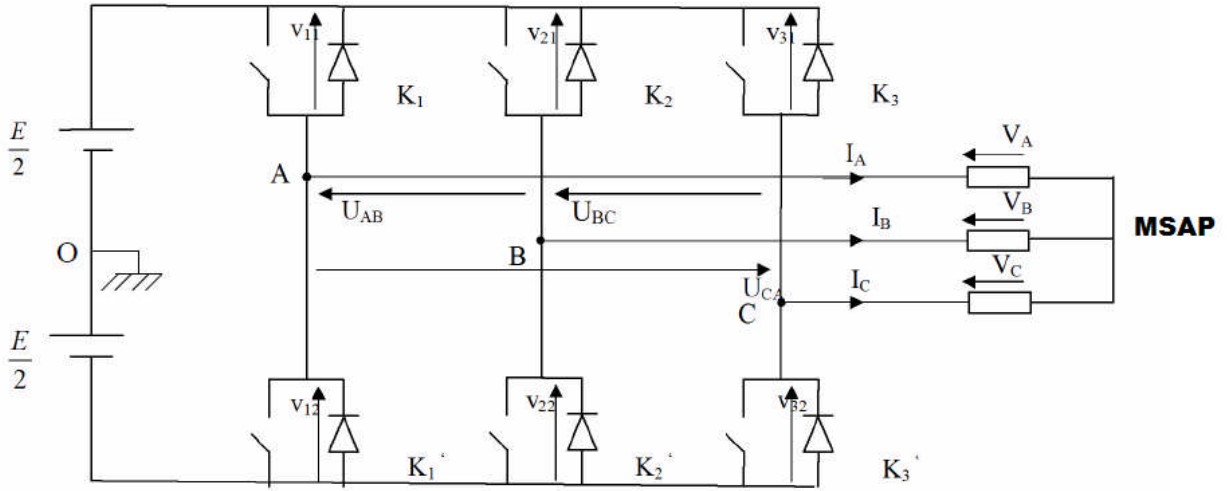 v11
v21
v31
K1
K2
K3
E/2
A
IA
VA
UAB
UBC
IB
VB
MSAP
O
B
UCA
IC
VC
C
E/2
v12
v22
v32
K1'
K2'
K3'